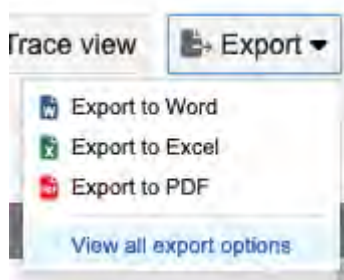 Trace view Export
Export to Word
Export to Excel
Export to PDF
View all export options